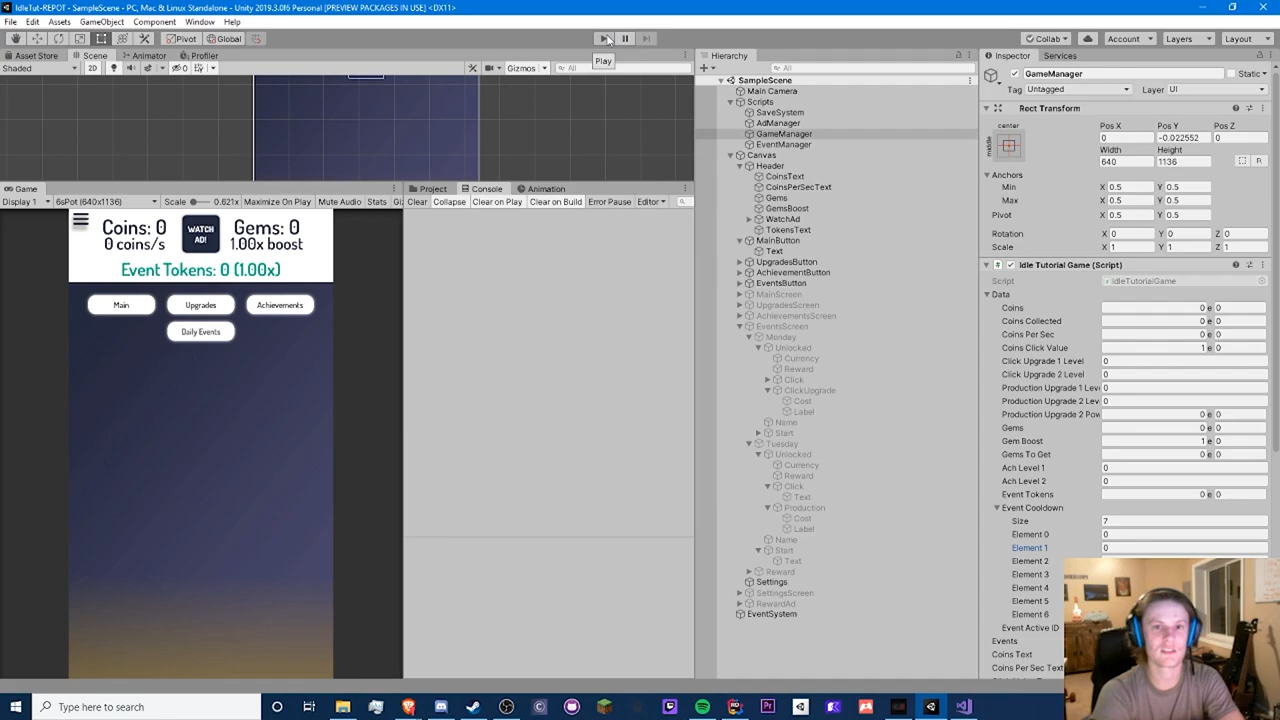 IdleTut-REPOT - SampleScene - PC, Mac & Linux Standalone - Unity 2019.3.0f6 Personal [PREVIEW PACKAGES IN USE] <DX11>
File Edit Assets GameObject Component Window Help
Pivot Global Collab Account Layers Layout
Asset Store Scene Animator Profiler
Shaded 2D 0 Gizmos All
Play
Game
Display 1 6sPot (640x1136) Scale 0.621x Maximize On Play Mute Audio Stats
Project Console Animation
Clear Collapse Clear on Play Clear on Build Error Pause Editor
Coins: 0
0 coins/s
WATCH
AD!
Gems: 0
1.00x boost
Event Tokens: 0 (1.00x)
Main Upgrades Achievements
Daily Events
Hierarchy
All
SampleScene
Main Camera
Scripts
SaveSystem
AdManager
GameManager
EventManager
Canvas
Header
CoinsText
CoinsPerSecText
Gems
GemsBoost
WatchAd
TokensText
MainButton
Text
UpgradesButton
AchievementButton
EventsButton
MainScreen
UpgradesScreen
AchievementsScreen
EventsScreen
Monday
Unlocked
Currency
Reward
Click
ClickUpgrade
Cost
Label
Name
Start
Tuesday
Unlocked
Currency
Reward
Click
Text
Production
Cost
Label
Name
Start
Text
Reward
Settings
SettingsScreen
RewardAd
EventSystem
Inspector Services
GameManager Static
Tag Untagged Layer UI
Rect Transform
center
middle
Pos X Pos Y Pos Z
0 -0.022552 0
Width Height
640 1136 R
Anchors
Min X 0.5 Y 0.5
Max X 0.5 Y 0.5
Pivot X 0.5 Y 0.5
Rotation X 0 Y 0 Z 0
Scale X 1 Y 1 Z 1
Idle Tutorial Game (Script)
Script IdleTutorialGame
Data
Coins 0 e 0
Coins Collected 0 e 0
Coins Per Sec 0 e 0
Coins Click Value 1 e 0
Click Upgrade 1 Level 0
Click Upgrade 2 Level 0
Production Upgrade 1 Lev 0
Production Upgrade 2 Lev 0
Production Upgrade 2 Pow 0 e 0
Gems 0 e 0
Gem Boost 1 e 0
Gems To Get 0 e 0
Ach Level 1 0
Ach Level 2 0
Event Tokens 0 e 0
Event Cooldown
Size 7
Element 0 0
Element 1 0
Element 2
Element 3
Element 4
Element 5
Element 6
Event Active ID
Events
Coins Text
Coins Per Sec Text
Type here to search